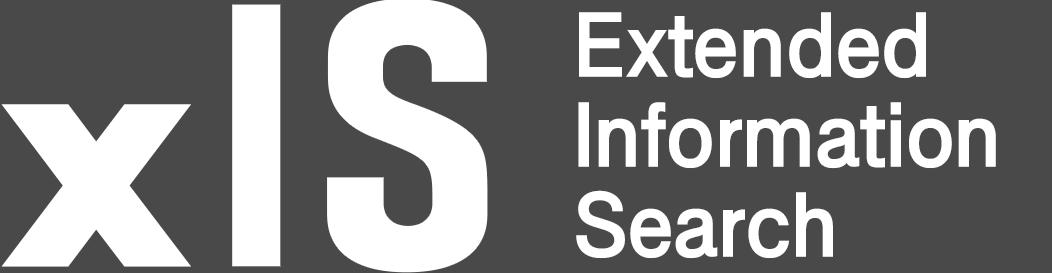 xIS
Extended
Information
Search